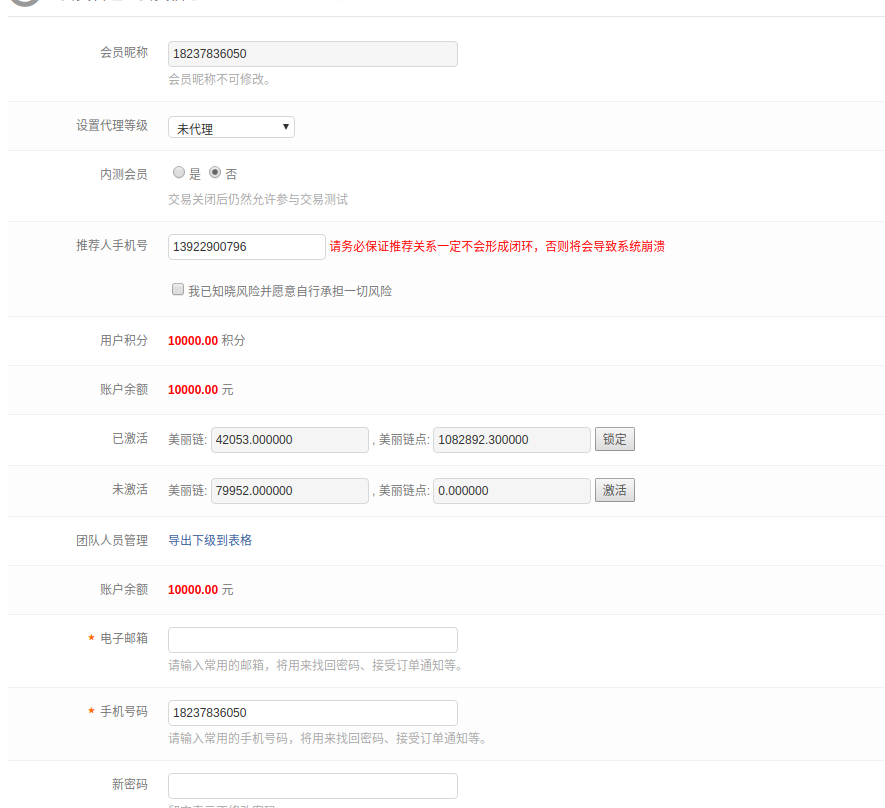 会员昵称 18237836050
会员昵称不可修改。
设置代理等级 未代理
内测会员 是 否
交易关闭后仍然允许参与交易测试
推荐人手机号 13922900796 请务必保证推荐关系一定不会形成闭环，否则将会导致系统崩溃
我已知晓风险并愿意自行承担一切风险
用户积分 10000.00 积分
账户余额 10000.00 元
已激活 美丽链: 42053.000000 , 美丽链点: 1082892.300000 锁定
未激活 美丽链: 79952.000000 , 美丽链点: 0.000000 激活
团队人员管理 导出下级到表格
账户余额 10000.00 元
* 电子邮箱
请输入常用的邮箱，将用来找回密码、接受订单通知等。
* 手机号码 18237836050
请输入常用的手机号码，将用来找回密码、接受订单通知等。
新密码